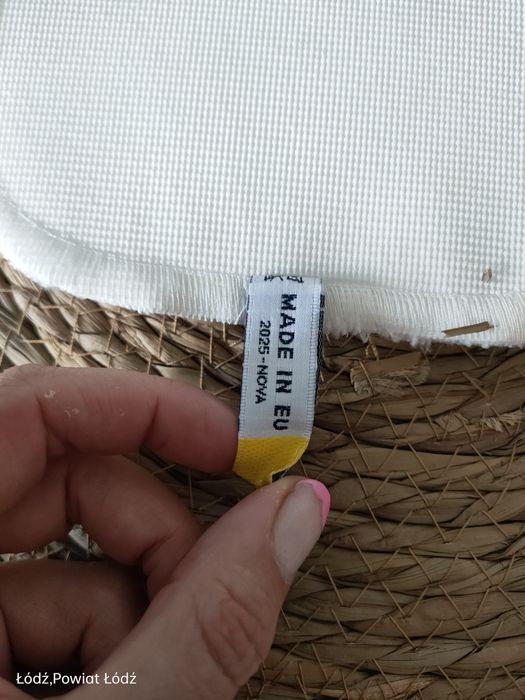 MADE IN EU
2025-NOVA
Łódź,Powiat Łódź